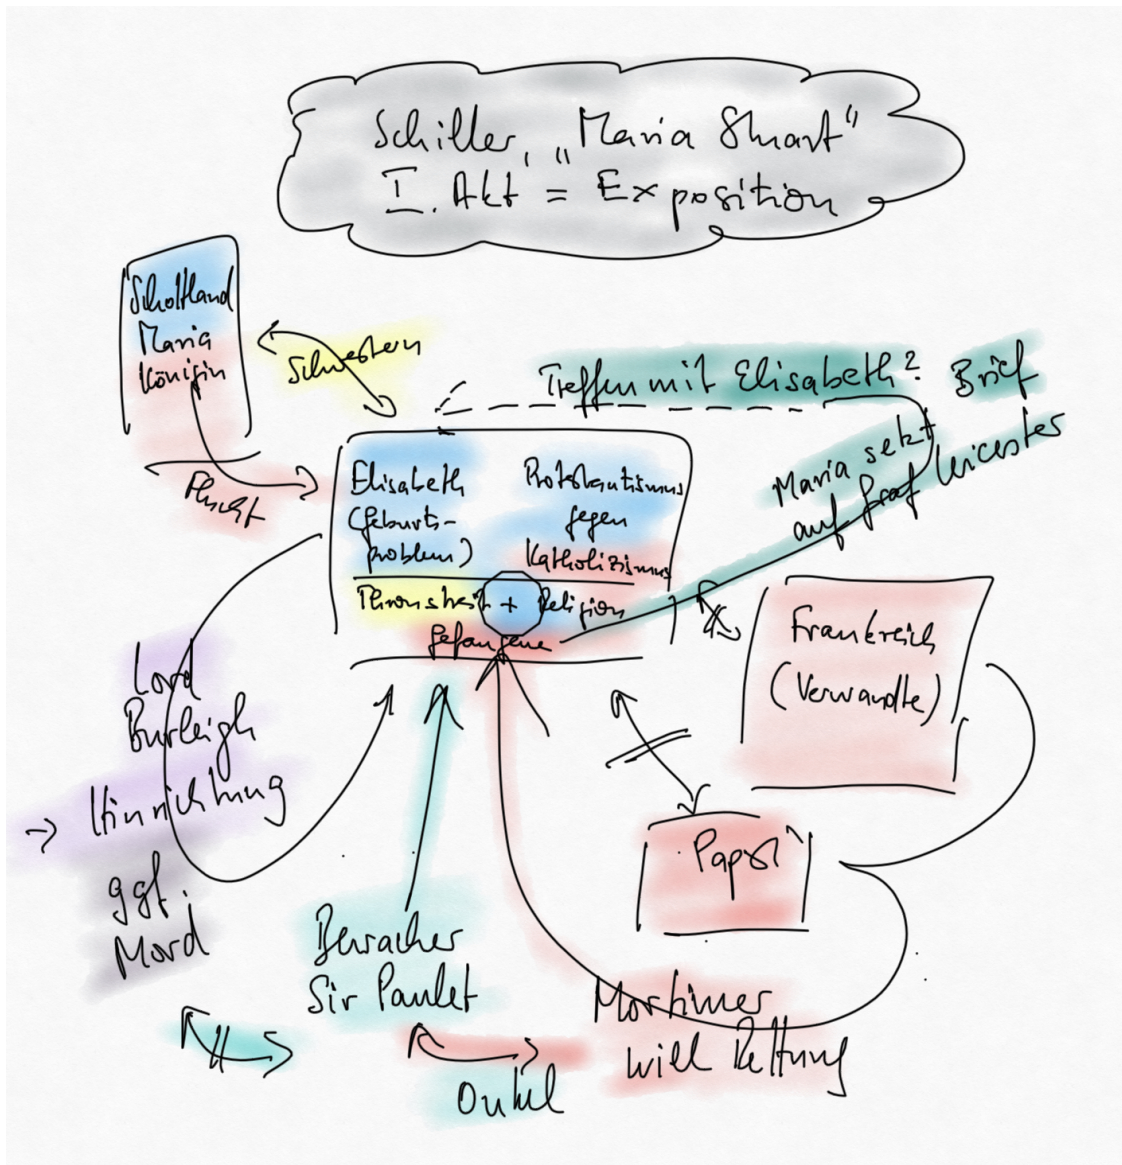 Schiller, „Maria Stuart"
I. Akt = Exposition
Schottland
Maria
Königin
Schwestern
Flucht
Treffen mit Elisabeth?
Brief
Maria setzt
auf Graf Leicester
Elisabeth
(Geburts-
problem)
Protestantismus
gegen
Katholizismus
Thronstreit + Religion
Gefangene
Frankreich
(Verwandte)
Papst
Lord
Burleigh
→ Hinrichtung
ggf.
Mord
Bewacher
Sir Paulet
Onkel
Mortimer
will Rettung